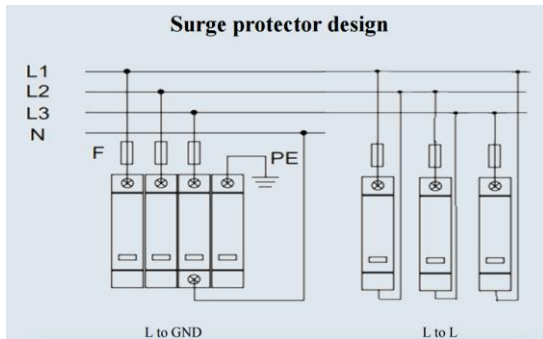 Surge protector design
L1
L2
L3
N
F
PE
L to GND
L to L